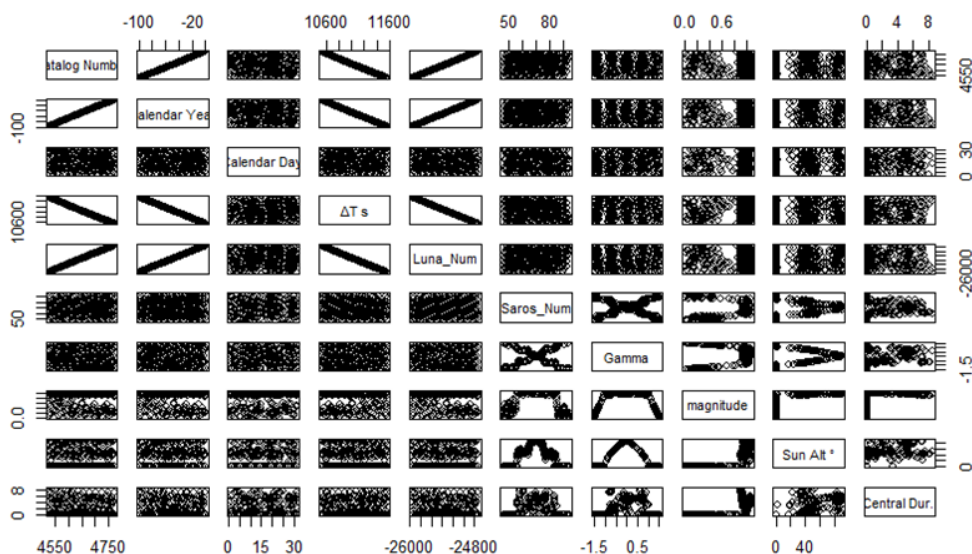 -100 -20 10600 11600 50 80 0.0 0.6 0 4 8
atalog Numb 4550
-100 alendar Yea
Calendar Day 0 30
10600 ΔT s
Luna_Num -26000
50 Saros_Num
Gamma -1.5
0.0 magnitude
Sun Alt ° 0
0 8 Central Dur.
4550 4750 0 15 30 -26000 -24800 -1.5 0.5 0 40